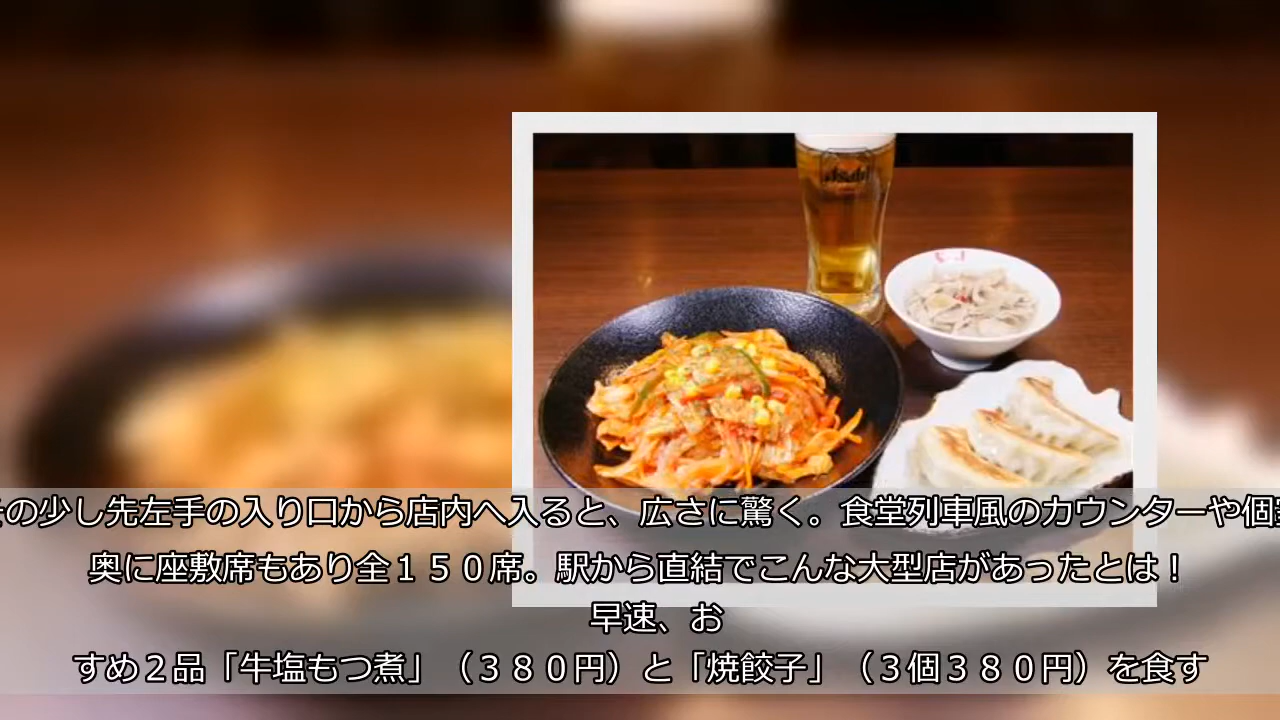 Asahi
の少し先左手の入り口から店内へ入ると、広さに驚く。食堂列車風のカウンターや個
奥に座敷席もあり全１５０席。駅から直結でこんな大型店があったとは！
早速、お
すめ２品「牛塩もつ煮」（３８０円）と「焼餃子」（３個３８０円）を食す